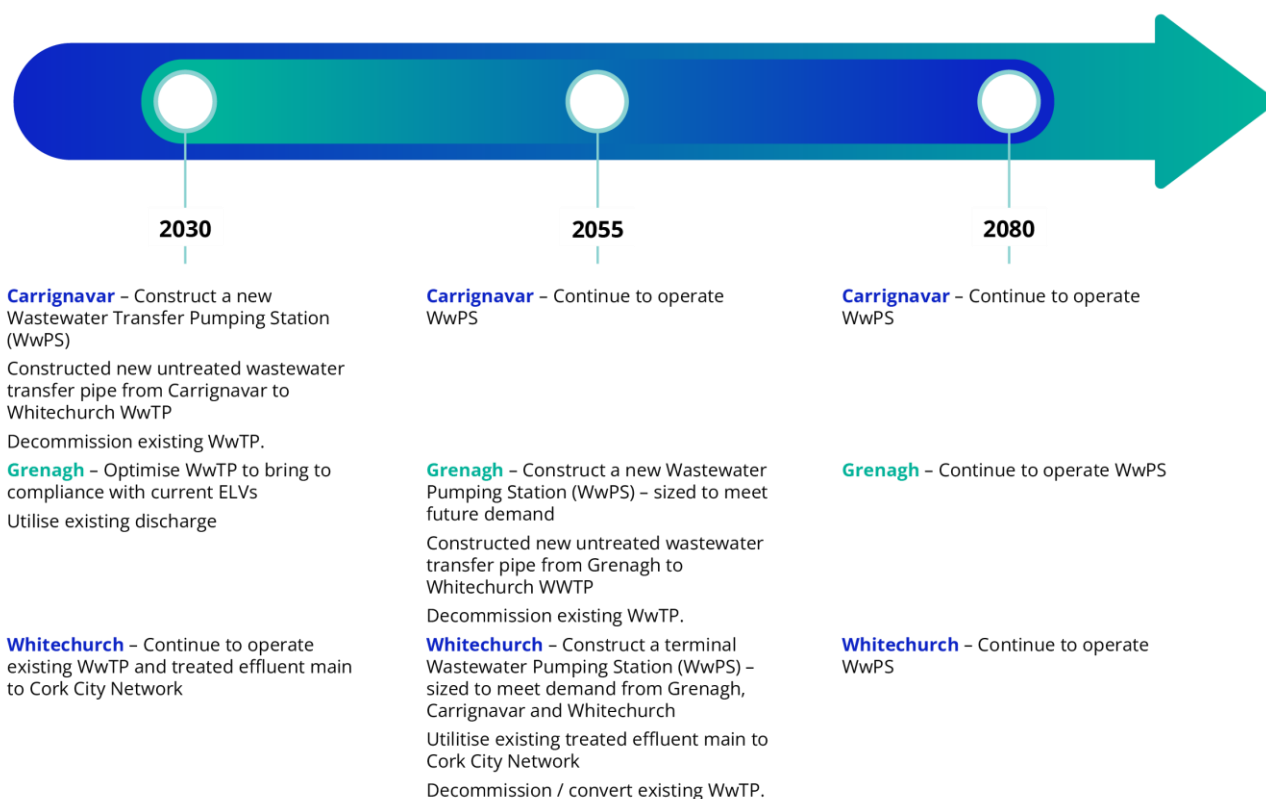 2030
2055
2080
Carrignavar – Construct a new
Wastewater Transfer Pumping Station
(WwPS)
Constructed new untreated wastewater
transfer pipe from Carrignavar to
Whitechurch WwTP
Decommission existing WwTP.
Grenagh – Optimise WwTP to bring to
compliance with current ELVs
Utilise existing discharge
Whitechurch – Continue to operate
existing WwTP and treated effluent main
to Cork City Network
Carrignavar – Continue to operate
WwPS
Grenagh – Construct a new Wastewater
Pumping Station (WwPS) – sized to meet
future demand
Constructed new untreated wastewater
transfer pipe from Grenagh to
Whitechurch WWTP
Decommission existing WwTP.
Whitechurch – Construct a terminal
Wastewater Pumping Station (WwPS) –
sized to meet demand from Grenagh,
Carrignavar and Whitechurch
Utilitise existing treated effluent main to
Cork City Network
Decommission / convert existing WwTP.
Carrignavar – Continue to operate
WwPS
Grenagh – Continue to operate WwPS
Whitechurch – Continue to operate
WwPS